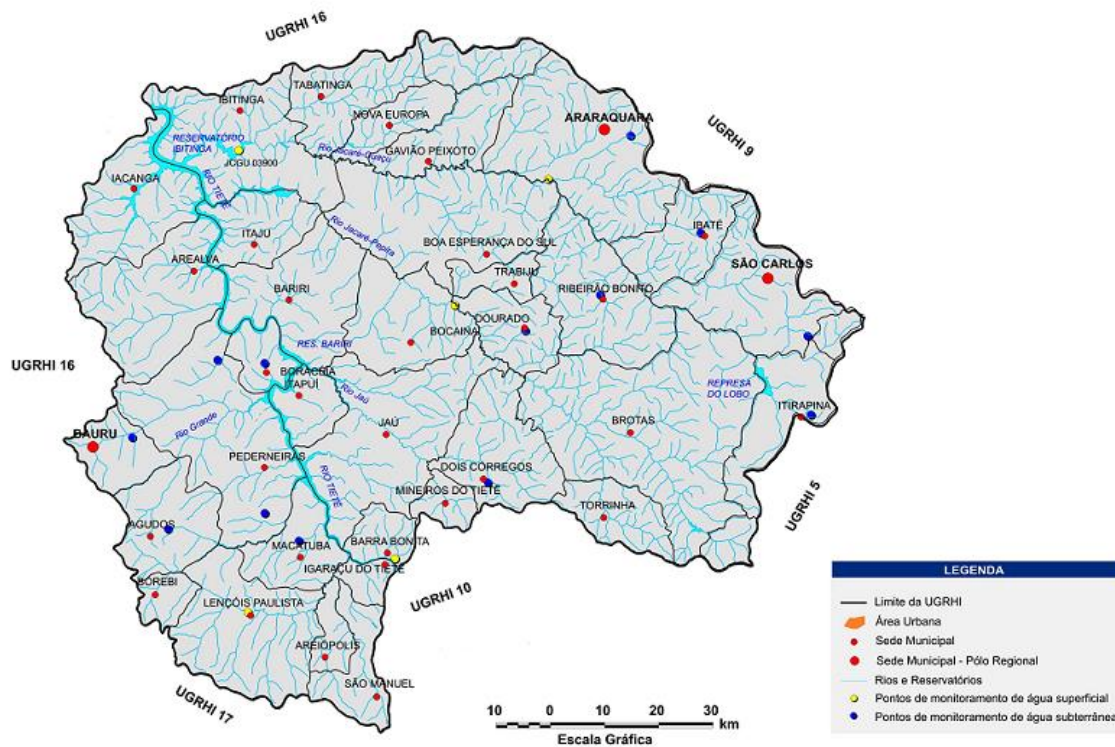 UGRHI 16
TABATINGA
IBITINGA
NOVA EUROPA
ARARAQUARA
UGRHI 9
RESERVATÓRIO
IBITINGA
JCGU 03900
Rio Jacaré-Guaçu
GAVIÃO PEIXOTO
IACANGA
RIO TIETÊ
IBATÉ
ITAJÚ
Rio Jacaré-Pepira
BOA ESPERANÇA DO SUL
AREALVA
TRABIJU
SÃO CARLOS
BARIRI
RIBEIRÃO BONITO
DOURADO
BOCAINA
RES. BARIRI
UGRHI 16
BORACÉIA
ITAPUÍ
Rio Jaú
REPRESA
DO LOBO
ITIRAPINA
Rio Grande
JAÚ
BROTAS
BAURU
PEDERNEIRAS
RIO TIETÊ
DOIS CORREGOS
MINEIROS DO TIETÊ
UGRHI 5
TORRINHA
AGUDOS
MACATUBA
BARRA BONITA
IGARAÇU DO TIETÊ
BOREBI
LENÇÓIS PAULISTA
UGRHI 10
AREIÓPOLIS
SÃO MANUEL
UGRHI 17
10 0 10 20 30
km
Escala Gráfica
LEGENDA
Limite da UGRHI
Área Urbana
Sede Municipal
Sede Municipal - Pólo Regional
Rios e Reservatórios
Pontos de monitoramento de água superficial
Pontos de monitoramento de água subterrânea